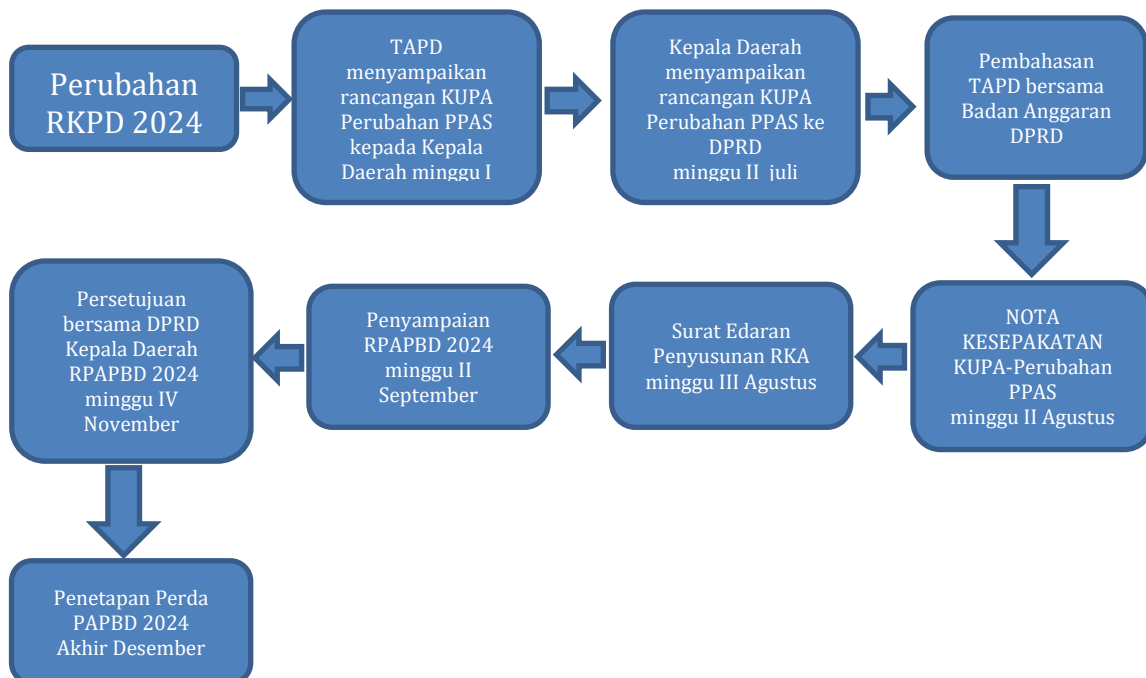 Perubahan
RKPD 2024
TAPD
menyampaikan
rancangan KUPA
Perubahan PPAS
kepada Kepala
Daerah minggu I
Kepala Daerah
menyampaikan
rancangan KUPA
Perubahan PPAS ke
DPRD
minggu II juli
Pembahasan
TAPD bersama
Badan Anggaran
DPRD
NOTA
KESEPAKATAN
KUPA-Perubahan
PPAS
minggu II Agustus
Surat Edaran
Penyusunan RKA
minggu III Agustus
Penyampaian
RPAPBD 2024
minggu II
September
Persetujuan
bersama DPRD
Kepala Daerah
RPAPBD 2024
minggu IV
November
Penetapan Perda
PAPBD 2024
Akhir Desember